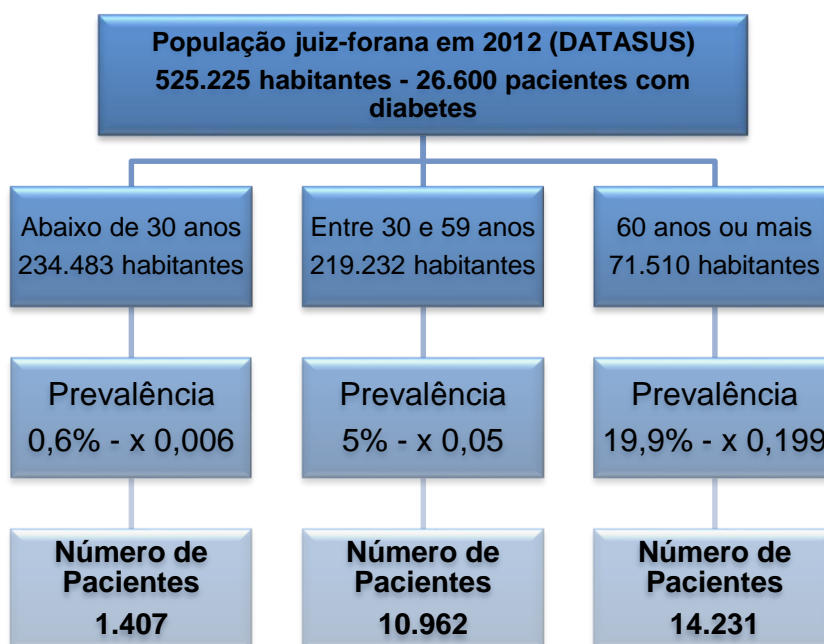 População juiz-forana em 2012 (DATASUS)
525.225 habitantes - 26.600 pacientes com
diabetes
Abaixo de 30 anos
234.483 habitantes
Entre 30 e 59 anos
219.232 habitantes
60 anos ou mais
71.510 habitantes
Prevalência
0,6% - x 0,006
Prevalência
5% - x 0,05
Prevalência
19,9% - x 0,199
Número de
Pacientes
1.407
Número de
Pacientes
10.962
Número de
Pacientes
14.231